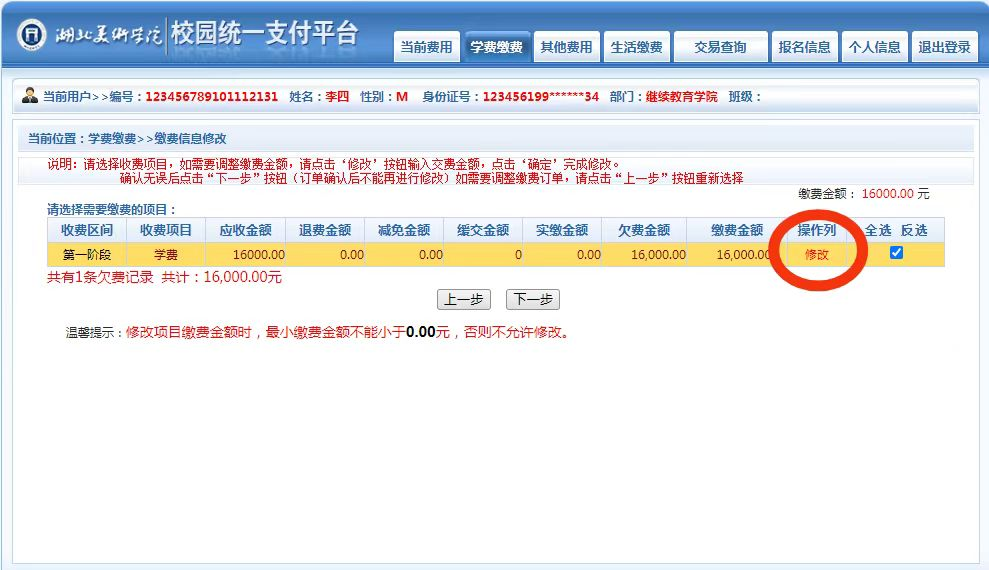 湖北美术学院 校园统一支付平台
当前费用 学费缴费 其他费用 生活缴费 交易查询 报名信息 个人信息 退出登录
当前用户>>编号：123456789101112131 姓名：李四 性别：M 身份证号：123456199******34 部门：继续教育学院 班级：
当前位置：学费缴费>>缴费信息修改
说明：请选择收费项目，如需要调整缴费金额，请点击‘修改’按钮输入交费金额，点击‘确定’完成修改。
确认无误后点击“下一步”按钮（订单确认后不能再进行修改）如需要调整缴费订单，请点击“上一步”按钮重新选择
缴费金额： 16000.00 元
请选择需要缴费的项目：
收费区间 收费项目 应收金额 退费金额 减免金额 缓交金额 实缴金额 欠费金额 缴费金额 操作列 全选 反选
第一阶段 学费 16000.00 0.00 0.00 0 0.00 16,000.00 16,000.00 修改
共有1条欠费记录 共计：16,000.00元
上一步 下一步
温馨提示：修改项目缴费金额时，最小缴费金额不能小于0.00元，否则不允许修改。